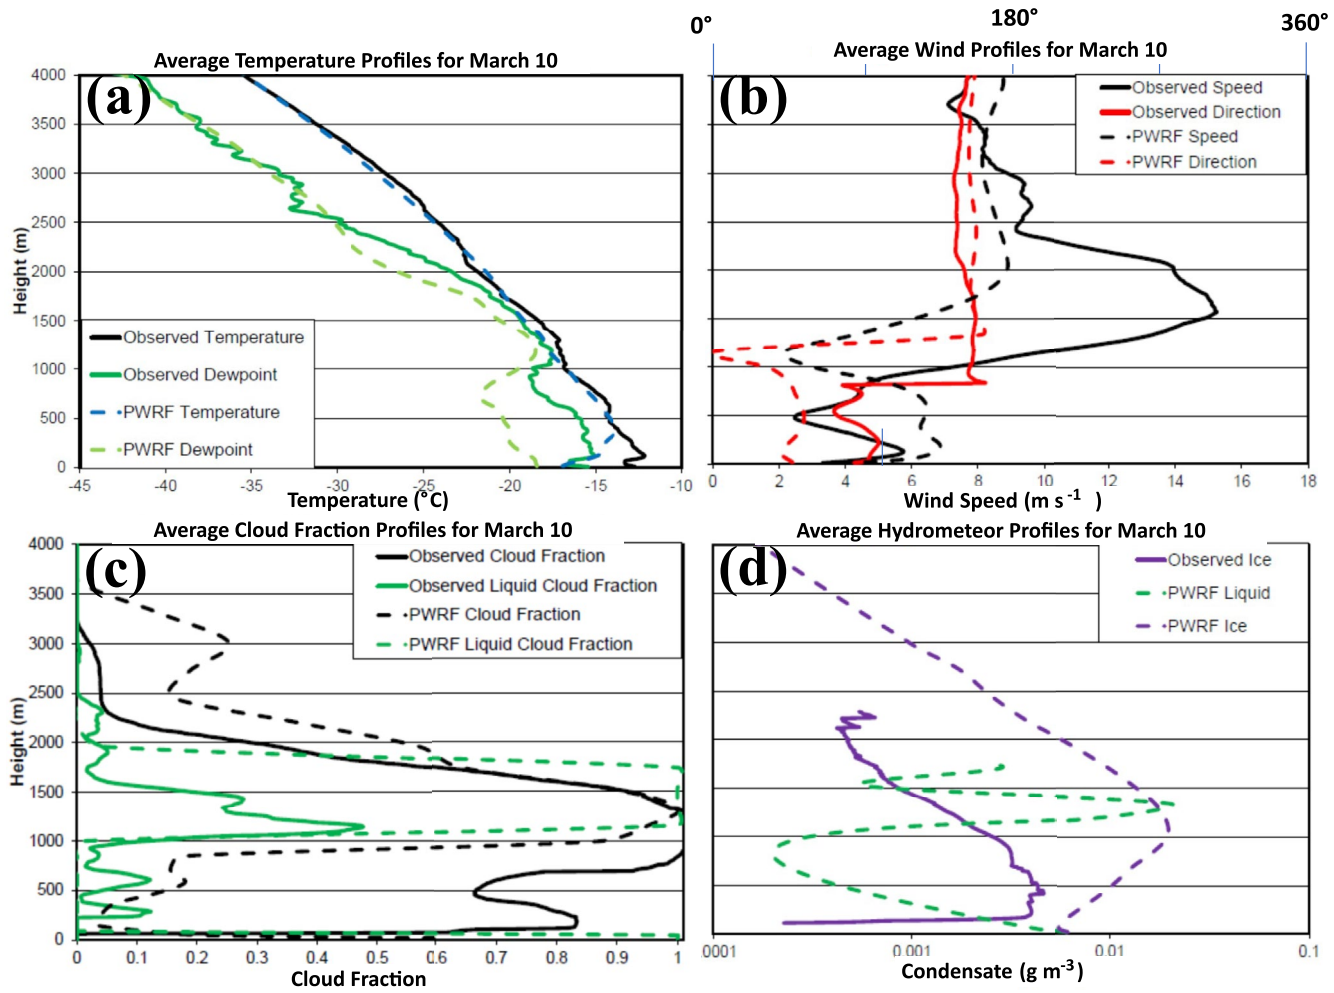 0° 180° 360°
Average Temperature Profiles for March 10
(a)
4000
3500
3000
2500
2000
1500
1000
500
0
Height (m)
Observed Temperature
Observed Dewpoint
PWRF Temperature
PWRF Dewpoint
-45 -40 -35 -30 -25 -20 -15 -10
Temperature (°C)
Average Wind Profiles for March 10
(b)
Observed Speed
Observed Direction
PWRF Speed
PWRF Direction
0 2 4 6 8 10 12 14 16 18
Wind Speed (m s-1 )
Average Cloud Fraction Profiles for March 10
(c)
4000
3500
3000
2500
2000
1500
1000
500
0
Height (m)
Observed Cloud Fraction
Observed Liquid Cloud Fraction
PWRF Cloud Fraction
PWRF Liquid Cloud Fraction
0 0.1 0.2 0.3 0.4 0.5 0.6 0.7 0.8 0.9 1
Cloud Fraction
Average Hydrometeor Profiles for March 10
(d)
Observed Ice
PWRF Liquid
PWRF Ice
0001 0.001 0.01 0.1
Condensate (g m-3)